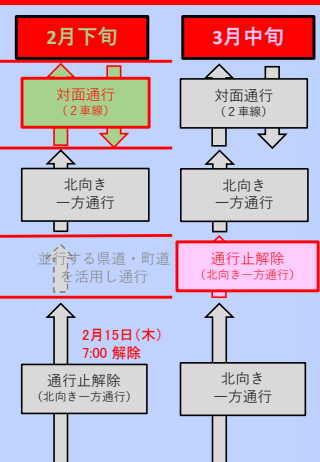 2月下旬
3月中旬
対面通行
（２車線）
対面通行
（２車線）
北向き
一方通行
北向き
一方通行
並行する県道・町道
を活用し通行
通行止解除
（北向き一方通行）
2月15日（木）
7:00 解除
通行止解除
（北向き一方通行）
北向き
一方通行